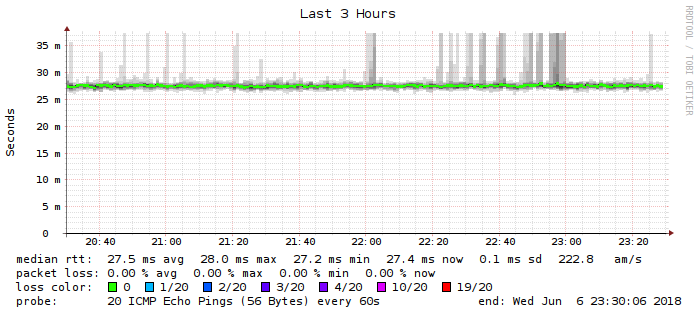 Last 3 Hours
RRDTOOL / TOBI OETIKER
Seconds
35 m
30 m
25 m
20 m
15 m
10 m
5 m
0
20:40 21:00 21:20 21:40 22:00 22:20 22:40 23:00 23:20
median rtt: 27.5 ms avg 28.0 ms max 27.2 ms min 27.4 ms now 0.1 ms sd 222.8 am/s
packet loss: 0.00 % avg 0.00 % max 0.00 % min 0.00 % now
loss color: 0 1/20 2/20 3/20 4/20 10/20 19/20
probe: 20 ICMP Echo Pings (56 Bytes) every 60s end: Wed Jun 6 23:30:06 2018